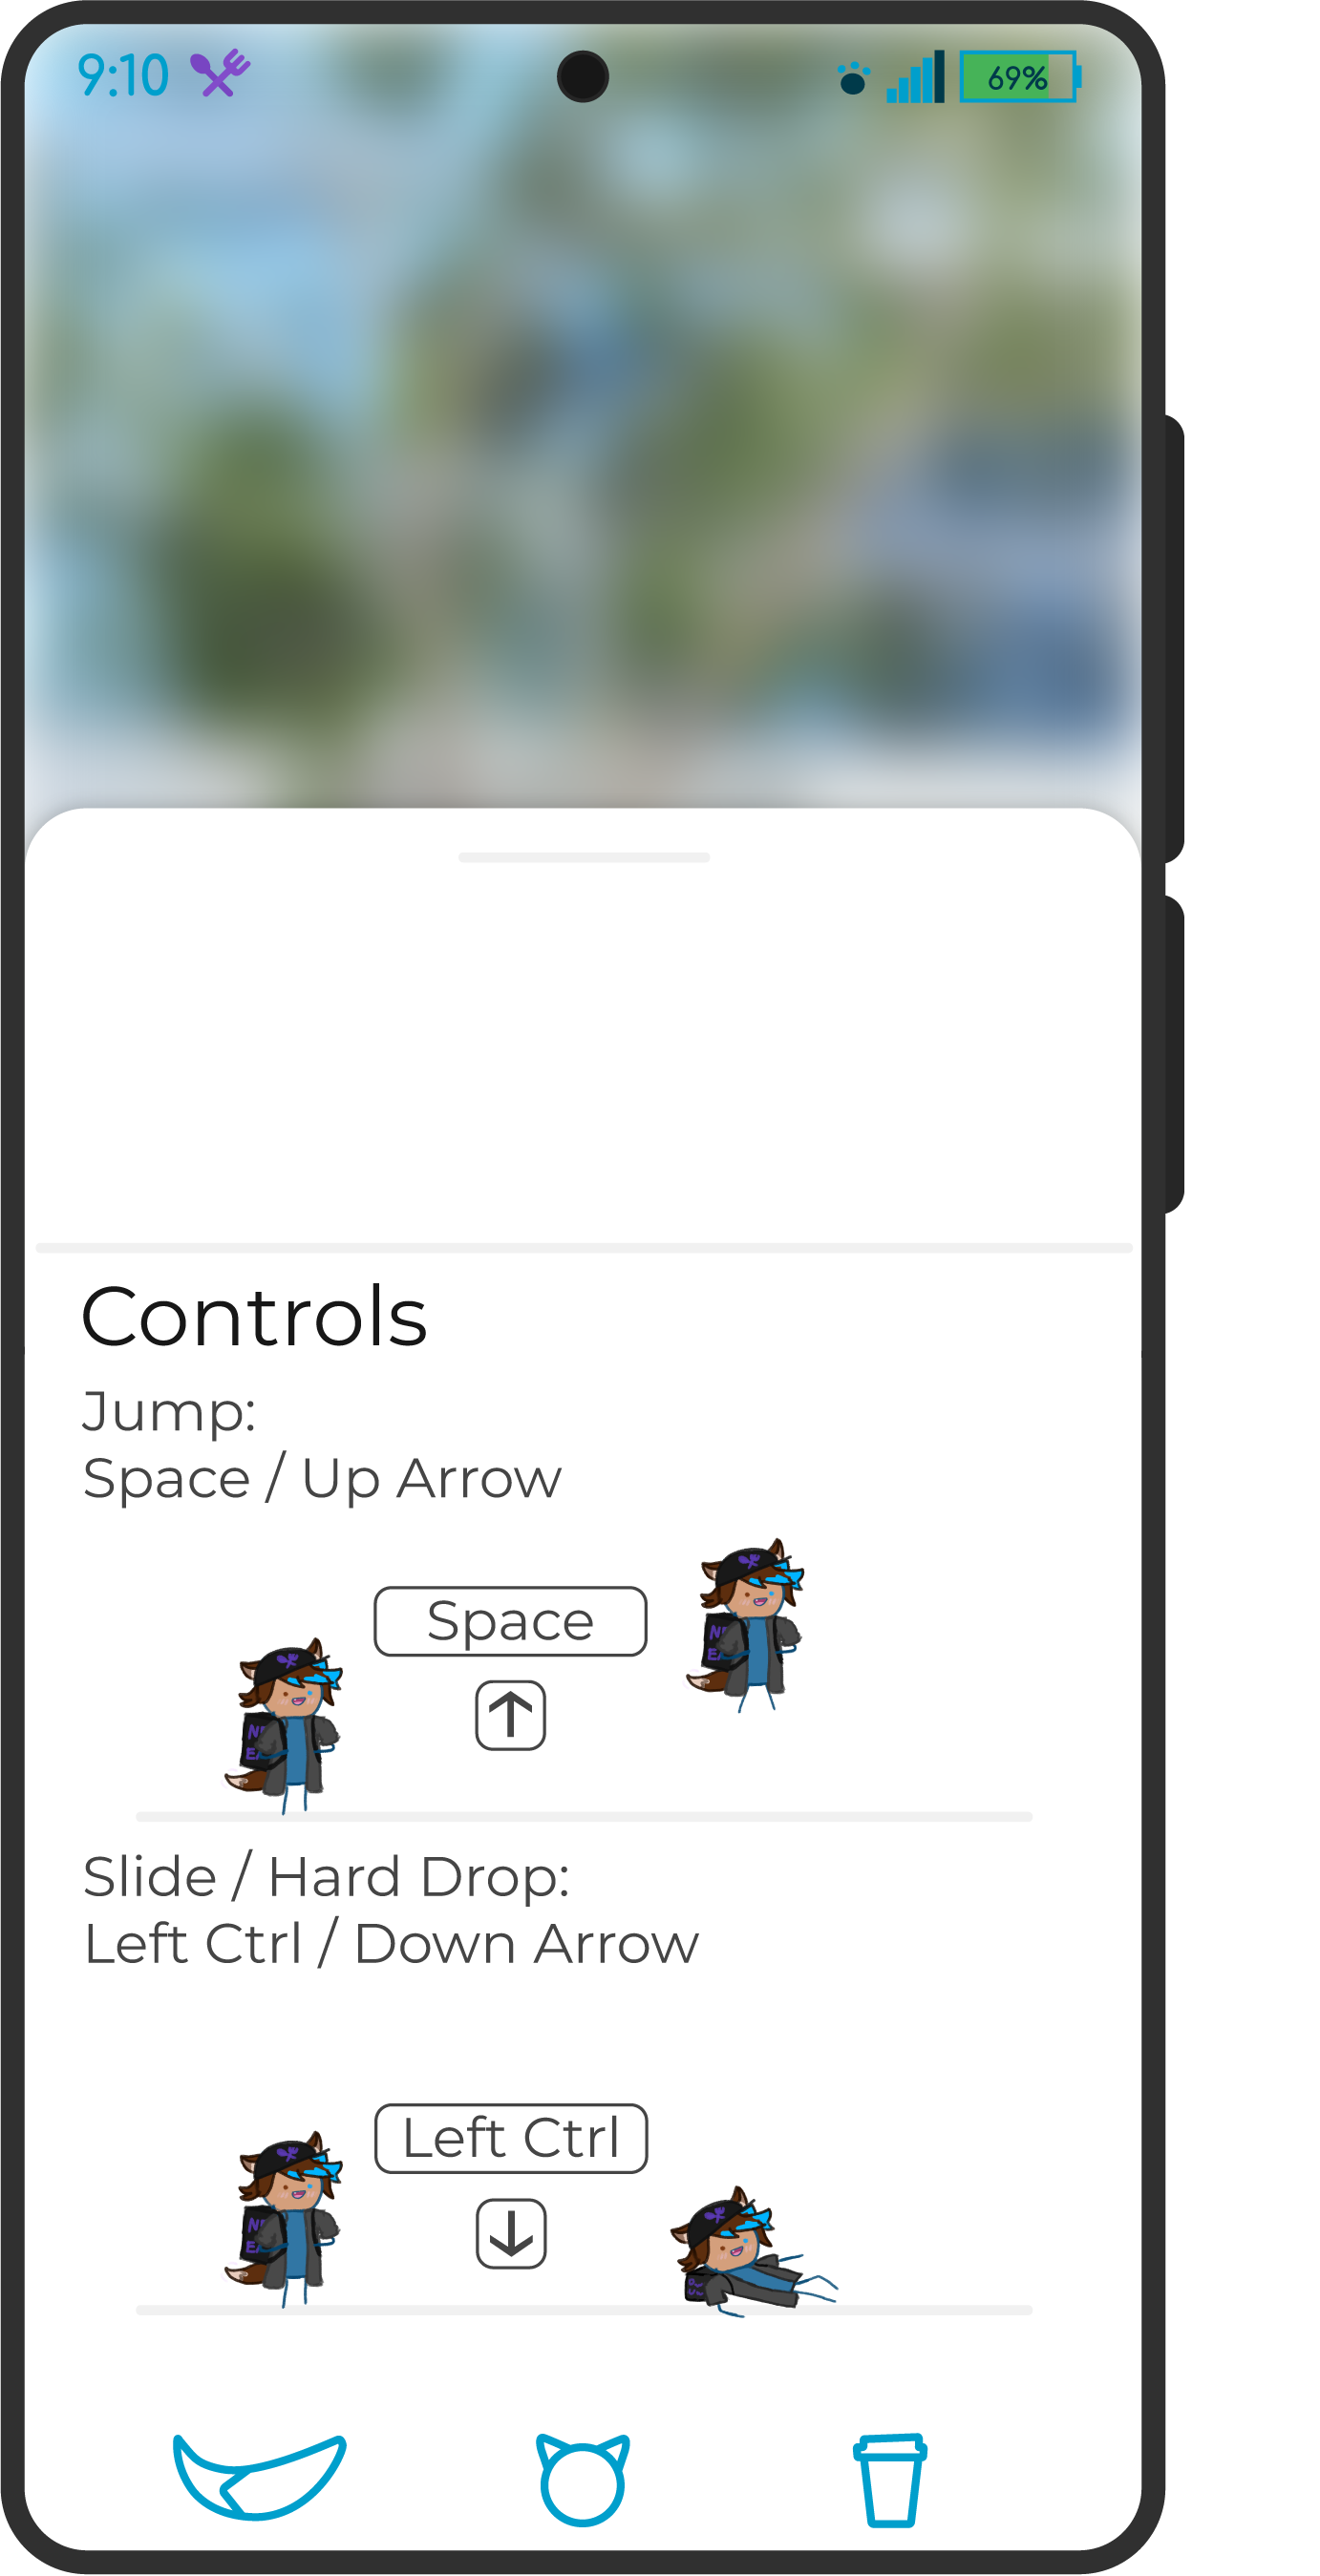 9:10
69%
Controls
Jump:
Space / Up Arrow
Space
Slide / Hard Drop:
Left Ctrl / Down Arrow
Left Ctrl